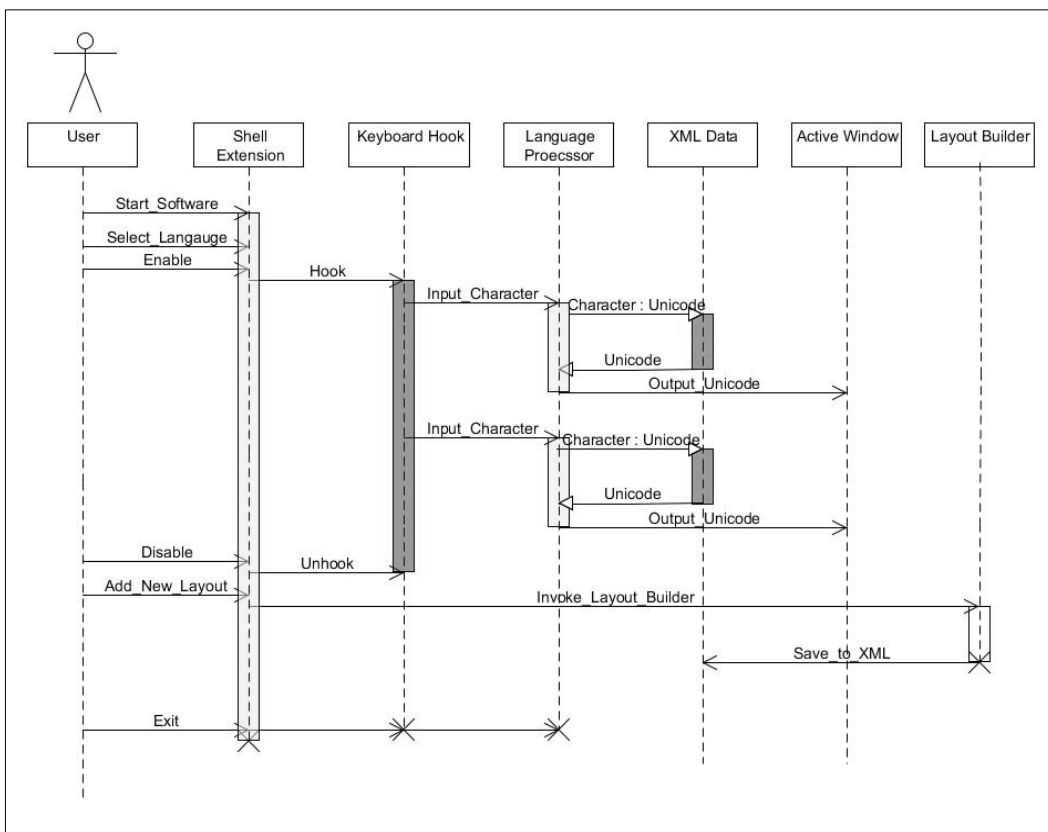 User
Shell
Extension
Keyboard Hook
Language
Proecssor
XML Data
Active Window
Layout Builder
Start_Software
Select_Langauge
Enable
Hook
Input_Character
Character : Unicode
Unicode
Output_Unicode
Input_Character
Character : Unicode
Unicode
Output_Unicode
Disable
Unhook
Add_New_Layout
Invoke_Layout_Builder
Save_to_XML
Exit